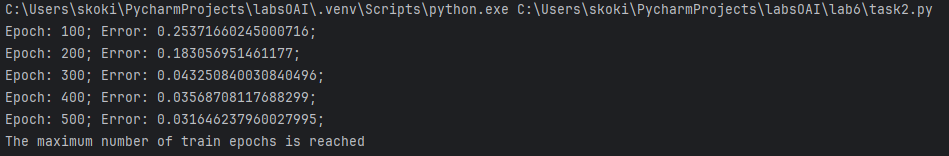 C:\Users\skoki\PycharmProjects\labsOAI\.venv\Scripts\python.exe C:\Users\skoki\PycharmProjects\labsOAI\lab6\task2.py
Epoch: 100; Error: 0.25371660245000716;
Epoch: 200; Error: 0.183056951461177;
Epoch: 300; Error: 0.043250840030840496;
Epoch: 400; Error: 0.03568708117688299;
Epoch: 500; Error: 0.031646237960027995;
The maximum number of train epochs is reached